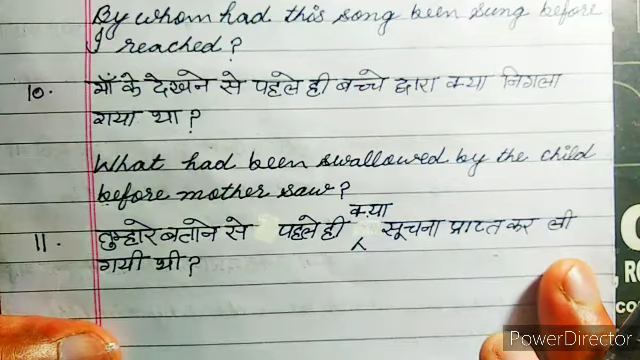 By whom had this song been sung before
I reached?
10. माँ के देखने से पहले ही बच्चे द्वारा क्या निगला
गया था?
What had been swallowed by the child
before mother saw?
11. तुम्हारे बताने से पहले ही क्या सूचना प्राप्त कर ली
गयी थी?
PowerDirector